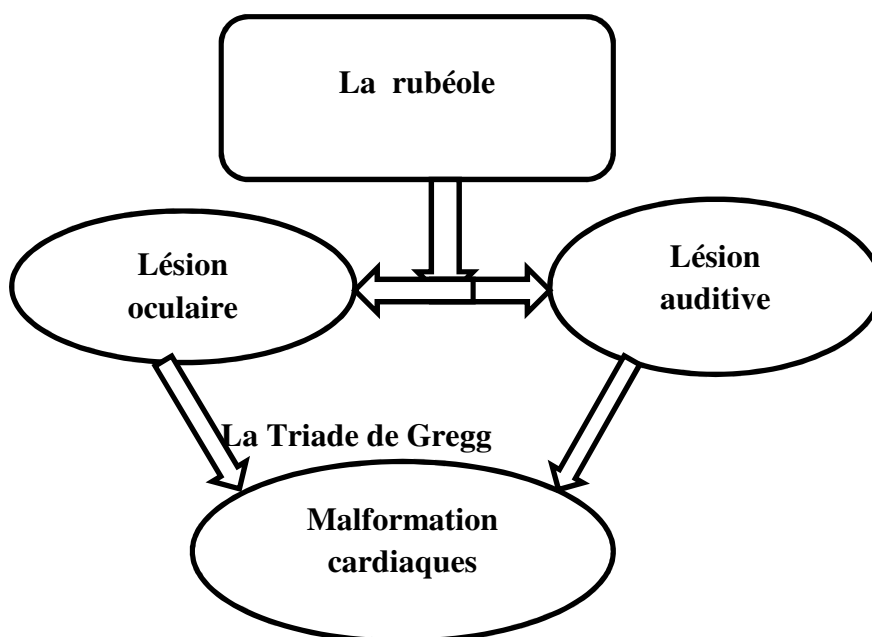 La rubéole
Lésion
oculaire
Lésion
auditive
La Triade de Gregg
Malformation
cardiaques